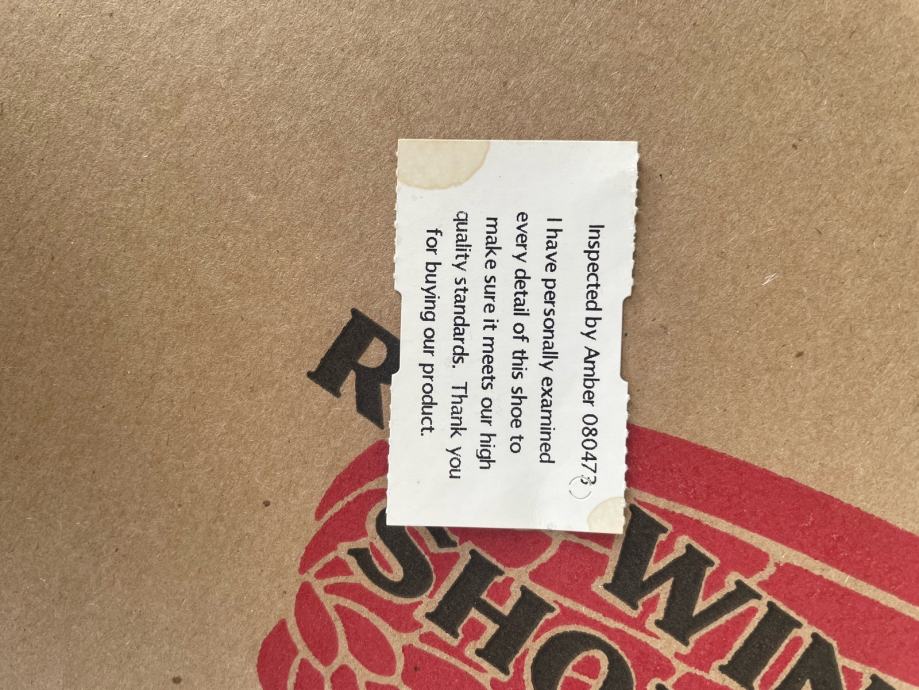 Inspected by Amber 080473
I have personally examined
every detail of this shoe to
make sure it meets our high
quality standards. Thank you
for buying our product.
R
WIN
SHO